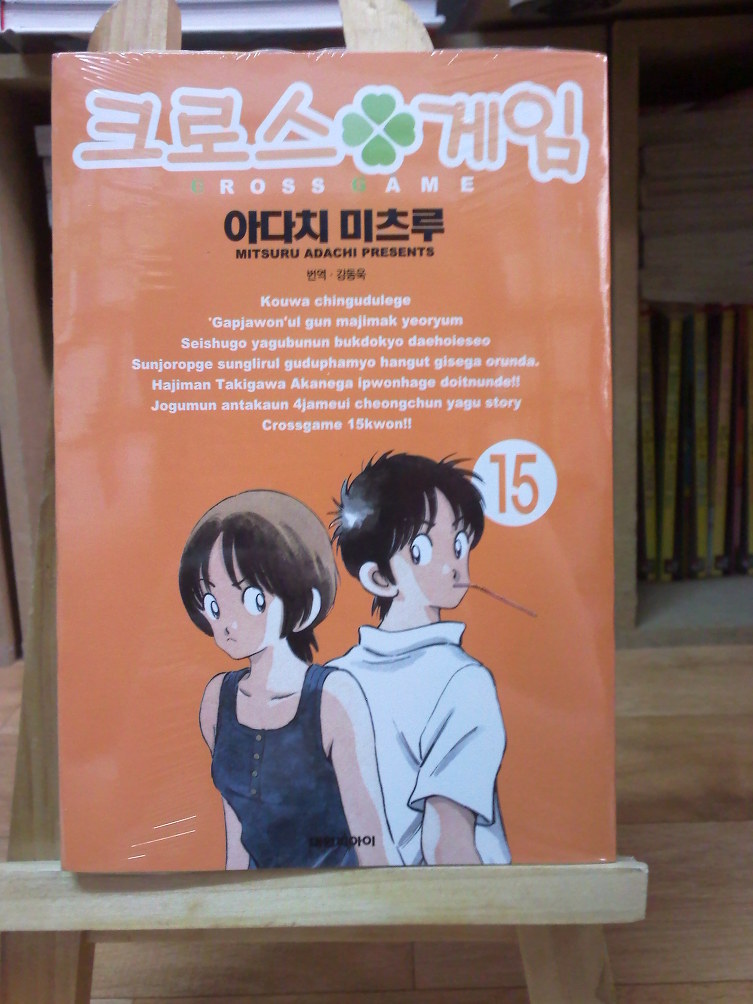 크로스 게임
CROSS GAME
아다치 미츠루
MITSURU ADACHI PRESENTS
번역 · 강동욱
Kouwa chingudulege
'Gapjawon'ul gun majimak yeoryum
Seishugo yagubunun bukdokyo daehoieseo
Sunjoropge sunglirul guduphamyo hangut gisega orunda.
Hajiman Takigawa Akanega ipwonhage doitnunde!!
Jogumun antakaun 4jameui cheongchun yagu story
Crossgame 15kwon!!
15